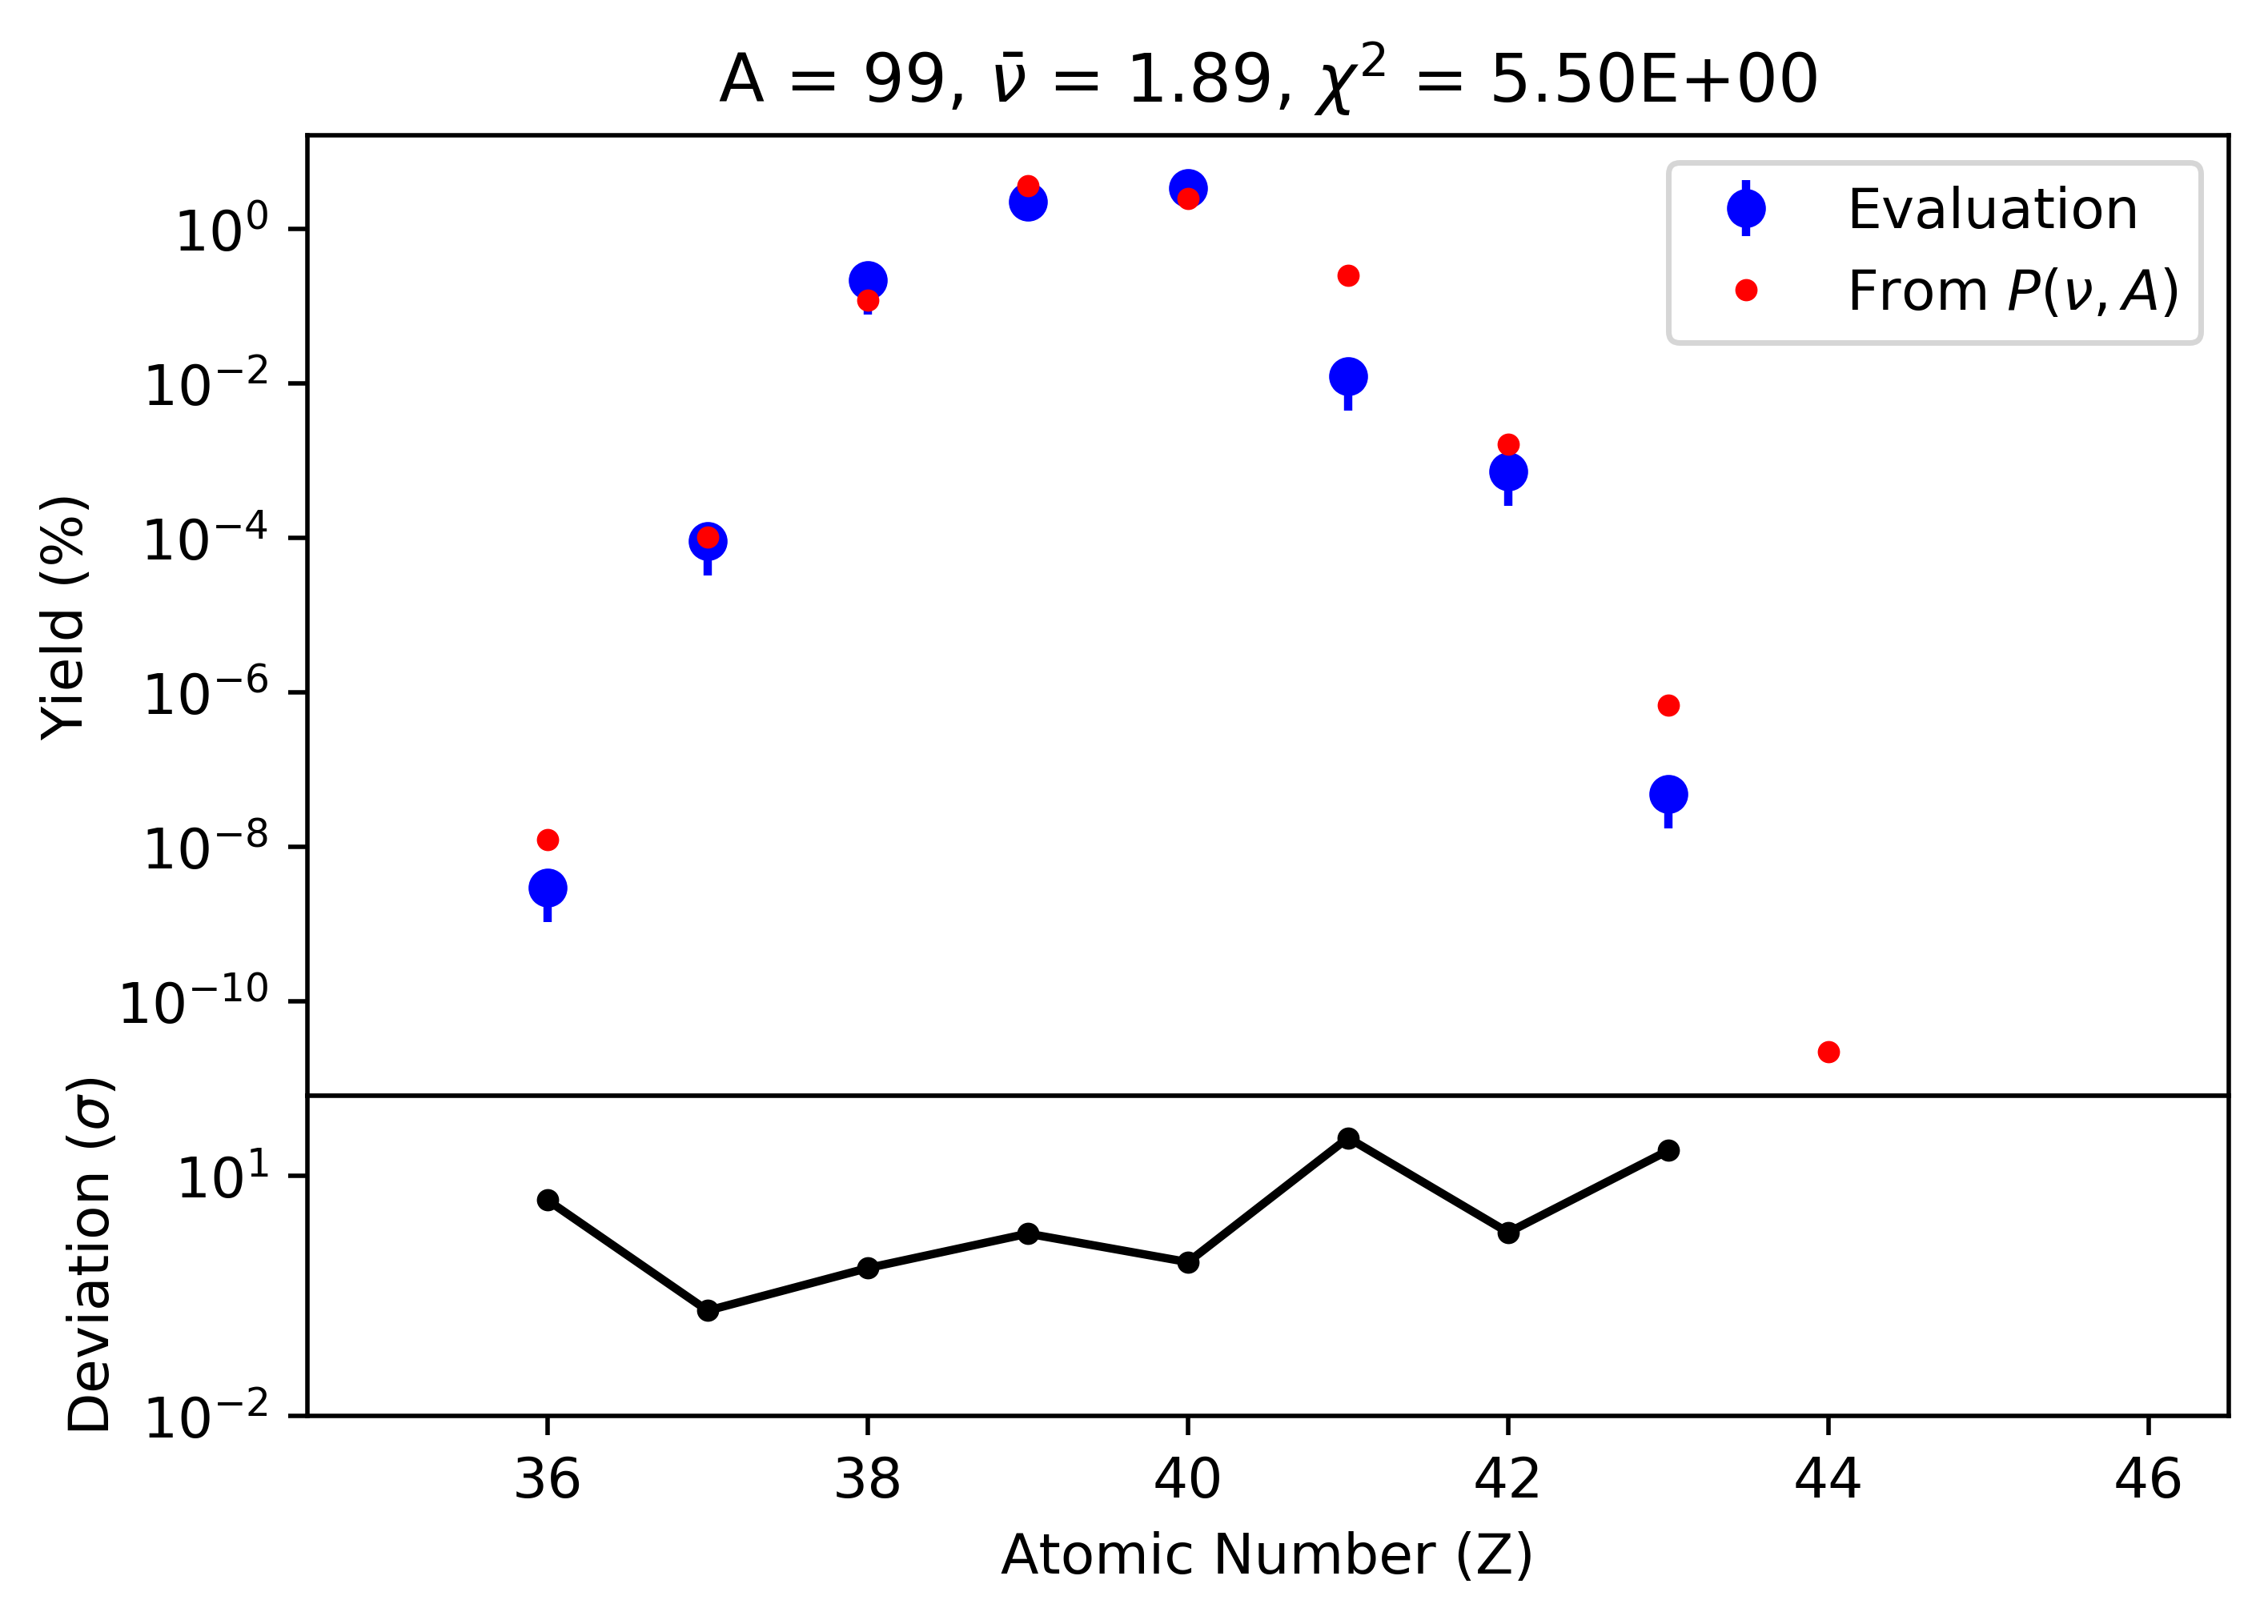 A = 99, ν̄ = 1.89, χ² = 5.50E+00
Evaluation
From P(ν, A)
Yield (%)
10⁰
10⁻²
10⁻⁴
10⁻⁶
10⁻⁸
10⁻¹⁰
Deviation (σ)
10¹
10⁻²
36 38 40 42 44 46
Atomic Number (Z)